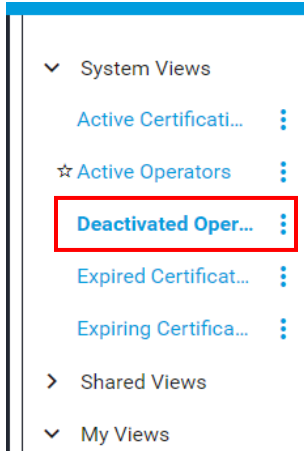 System Views
Active Certificati...
Active Operators
Deactivated Oper...
Expired Certificat...
Expiring Certifica...
Shared Views
My Views